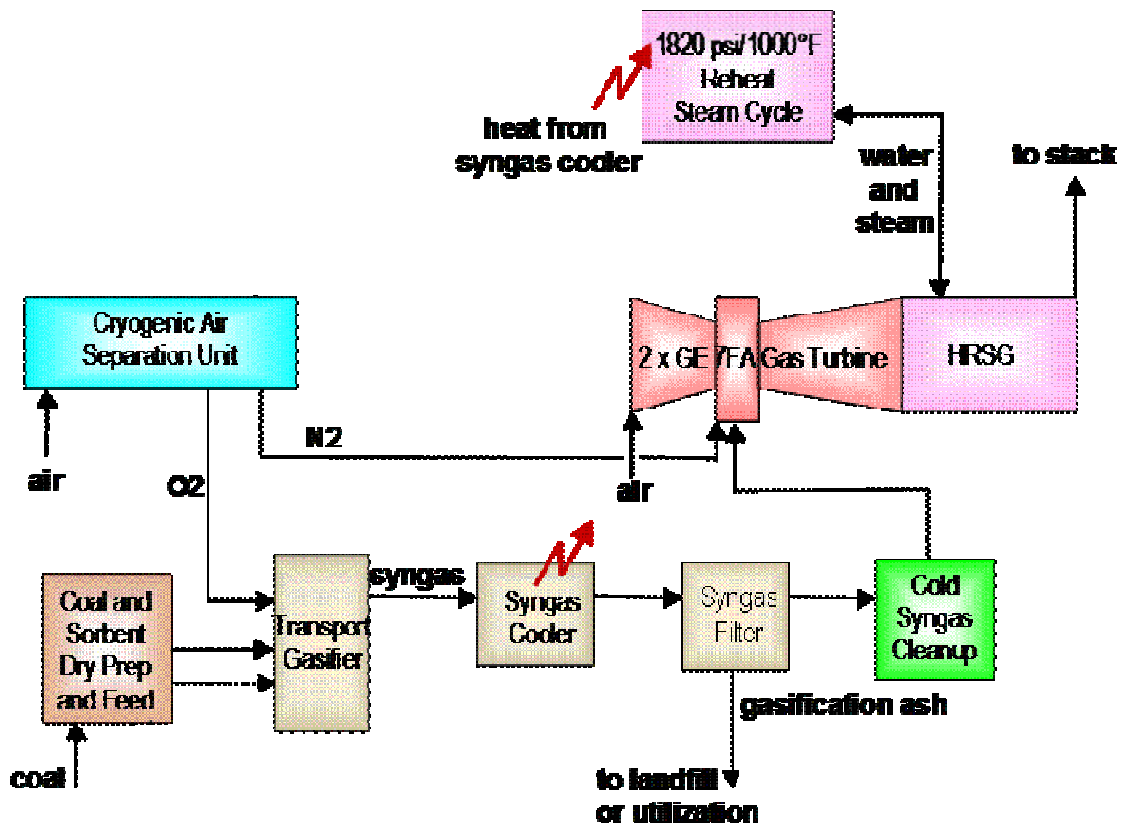 1820 psi/1000°F
Reheat
Steam Cycle
heat from
syngas cooler
water
and
steam
to stack
Cryogenic Air
Separation Unit
2 x GE 7FA Gas Turbine
HRSG
N2
air
O2
air
syngas
Coal and
Sorbent
Dry Prep
and Feed
Transport
Gasifier
Syngas
Cooler
Syngas
Filter
Cold
Syngas
Cleanup
gasification ash
coal
to landfill
or utilization